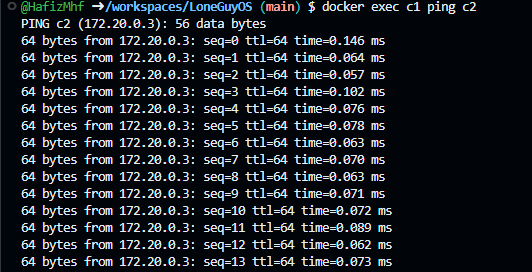 @HafizMhf ➜/workspaces/LoneGuyOS (main) $ docker exec c1 ping c2
PING c2 (172.20.0.3): 56 data bytes
64 bytes from 172.20.0.3: seq=0 ttl=64 time=0.146 ms
64 bytes from 172.20.0.3: seq=1 ttl=64 time=0.064 ms
64 bytes from 172.20.0.3: seq=2 ttl=64 time=0.057 ms
64 bytes from 172.20.0.3: seq=3 ttl=64 time=0.102 ms
64 bytes from 172.20.0.3: seq=4 ttl=64 time=0.076 ms
64 bytes from 172.20.0.3: seq=5 ttl=64 time=0.078 ms
64 bytes from 172.20.0.3: seq=6 ttl=64 time=0.063 ms
64 bytes from 172.20.0.3: seq=7 ttl=64 time=0.070 ms
64 bytes from 172.20.0.3: seq=8 ttl=64 time=0.063 ms
64 bytes from 172.20.0.3: seq=9 ttl=64 time=0.071 ms
64 bytes from 172.20.0.3: seq=10 ttl=64 time=0.072 ms
64 bytes from 172.20.0.3: seq=11 ttl=64 time=0.089 ms
64 bytes from 172.20.0.3: seq=12 ttl=64 time=0.062 ms
64 bytes from 172.20.0.3: seq=13 ttl=64 time=0.073 ms